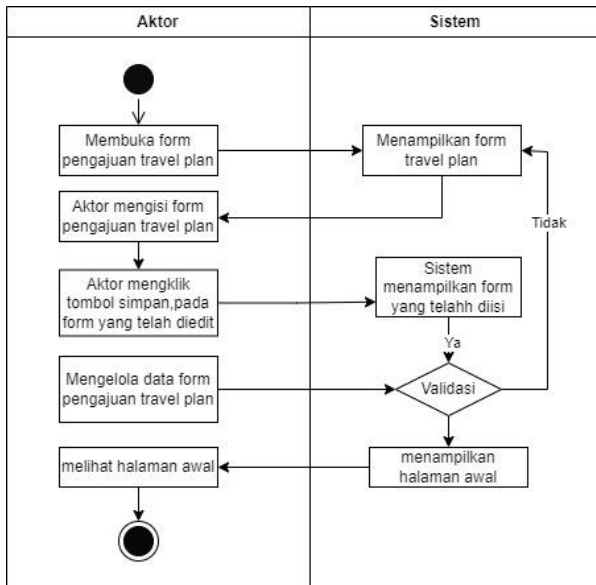 Aktor
Sistem
Membuka form
pengajuan travel plan
Menampilkan form
travel plan
Aktor mengisi form
pengajuan travel plan
Tidak
Aktor mengklik
tombol simpan,pada
form yang telah diedit
Sistem
menampilkan form
yang telahh diisi
Ya
Mengelola data form
pengajuan travel plan
Validasi
melihat halaman awal
menampilkan
halaman awal